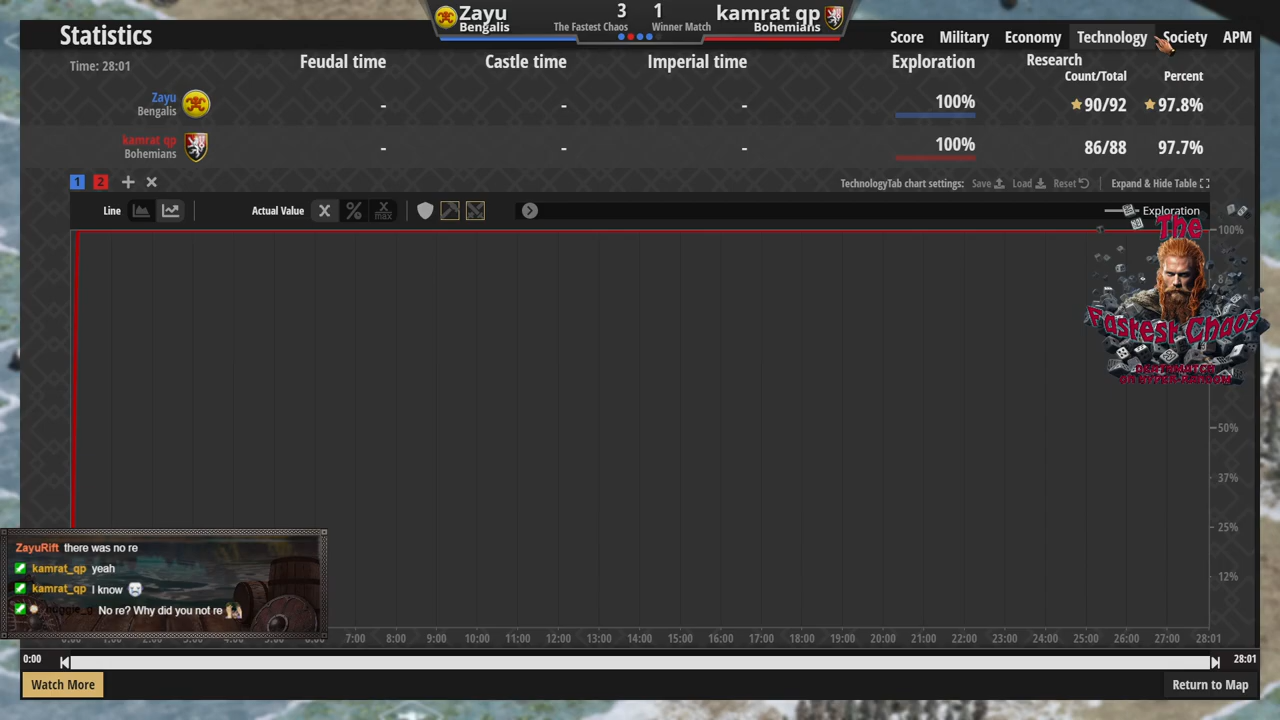 Zayu
Bengalis
3 1
The Fastest Chaos
Winner Match
kamrat qp
Bohemians
Statistics
Score
Military
Economy
Technology
Society
APM
Time: 28:01
Feudal time
Castle time
Imperial time
Exploration
Research
Count/Total
Percent
Zayu
Bengalis
-
-
-
100%
90/92
97.8%
kamrat qp
Bohemians
-
-
-
100%
86/88
97.7%
1
2
TechnologyTab chart settings:
Save
Load
Reset
Expand & Hide Table
Line
Actual Value
X
%
X
max
Exploration
100%
The
Fastest Chaos
DEATHMATCH
ON HYPER-RANDOM
50%
37%
25%
12%
ZayuRift there was no re
kamrat_qp yeah
kamrat_qp I know
No re? Why did you not re
7:00 8:00 9:00 10:00 11:00 12:00 13:00 14:00 15:00 16:00 17:00 18:00 19:00 20:00 21:00 22:00 23:00 24:00 25:00 26:00 27:00 28:01
0:00
28:01
Watch More
Return to Map